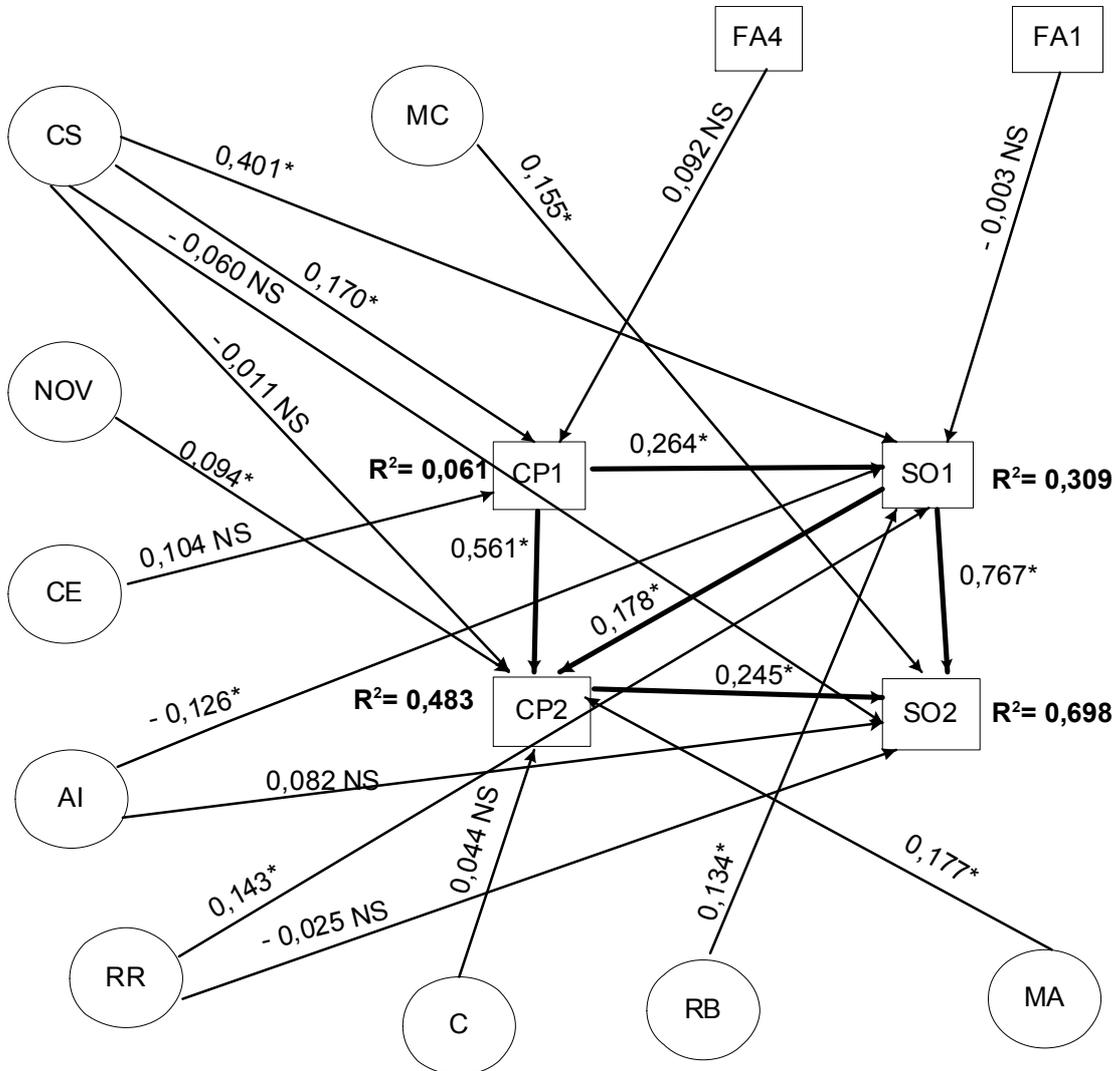 FA4
FA1
MC
CS
0,401*
0,155*
0,092 NS
- 0,003 NS
- 0,060 NS
0,170*
- 0,011 NS
NOV
0,094*
R²= 0,061
CP1
0,264*
SO1
R²= 0,309
0,104 NS
CE
0,561*
0,767*
0,178*
R²= 0,483
CP2
0,245*
SO2
R²= 0,698
- 0,126*
AI
0,082 NS
0,044 NS
0,143*
- 0,025 NS
0,134*
0,177*
RR
C
RB
MA